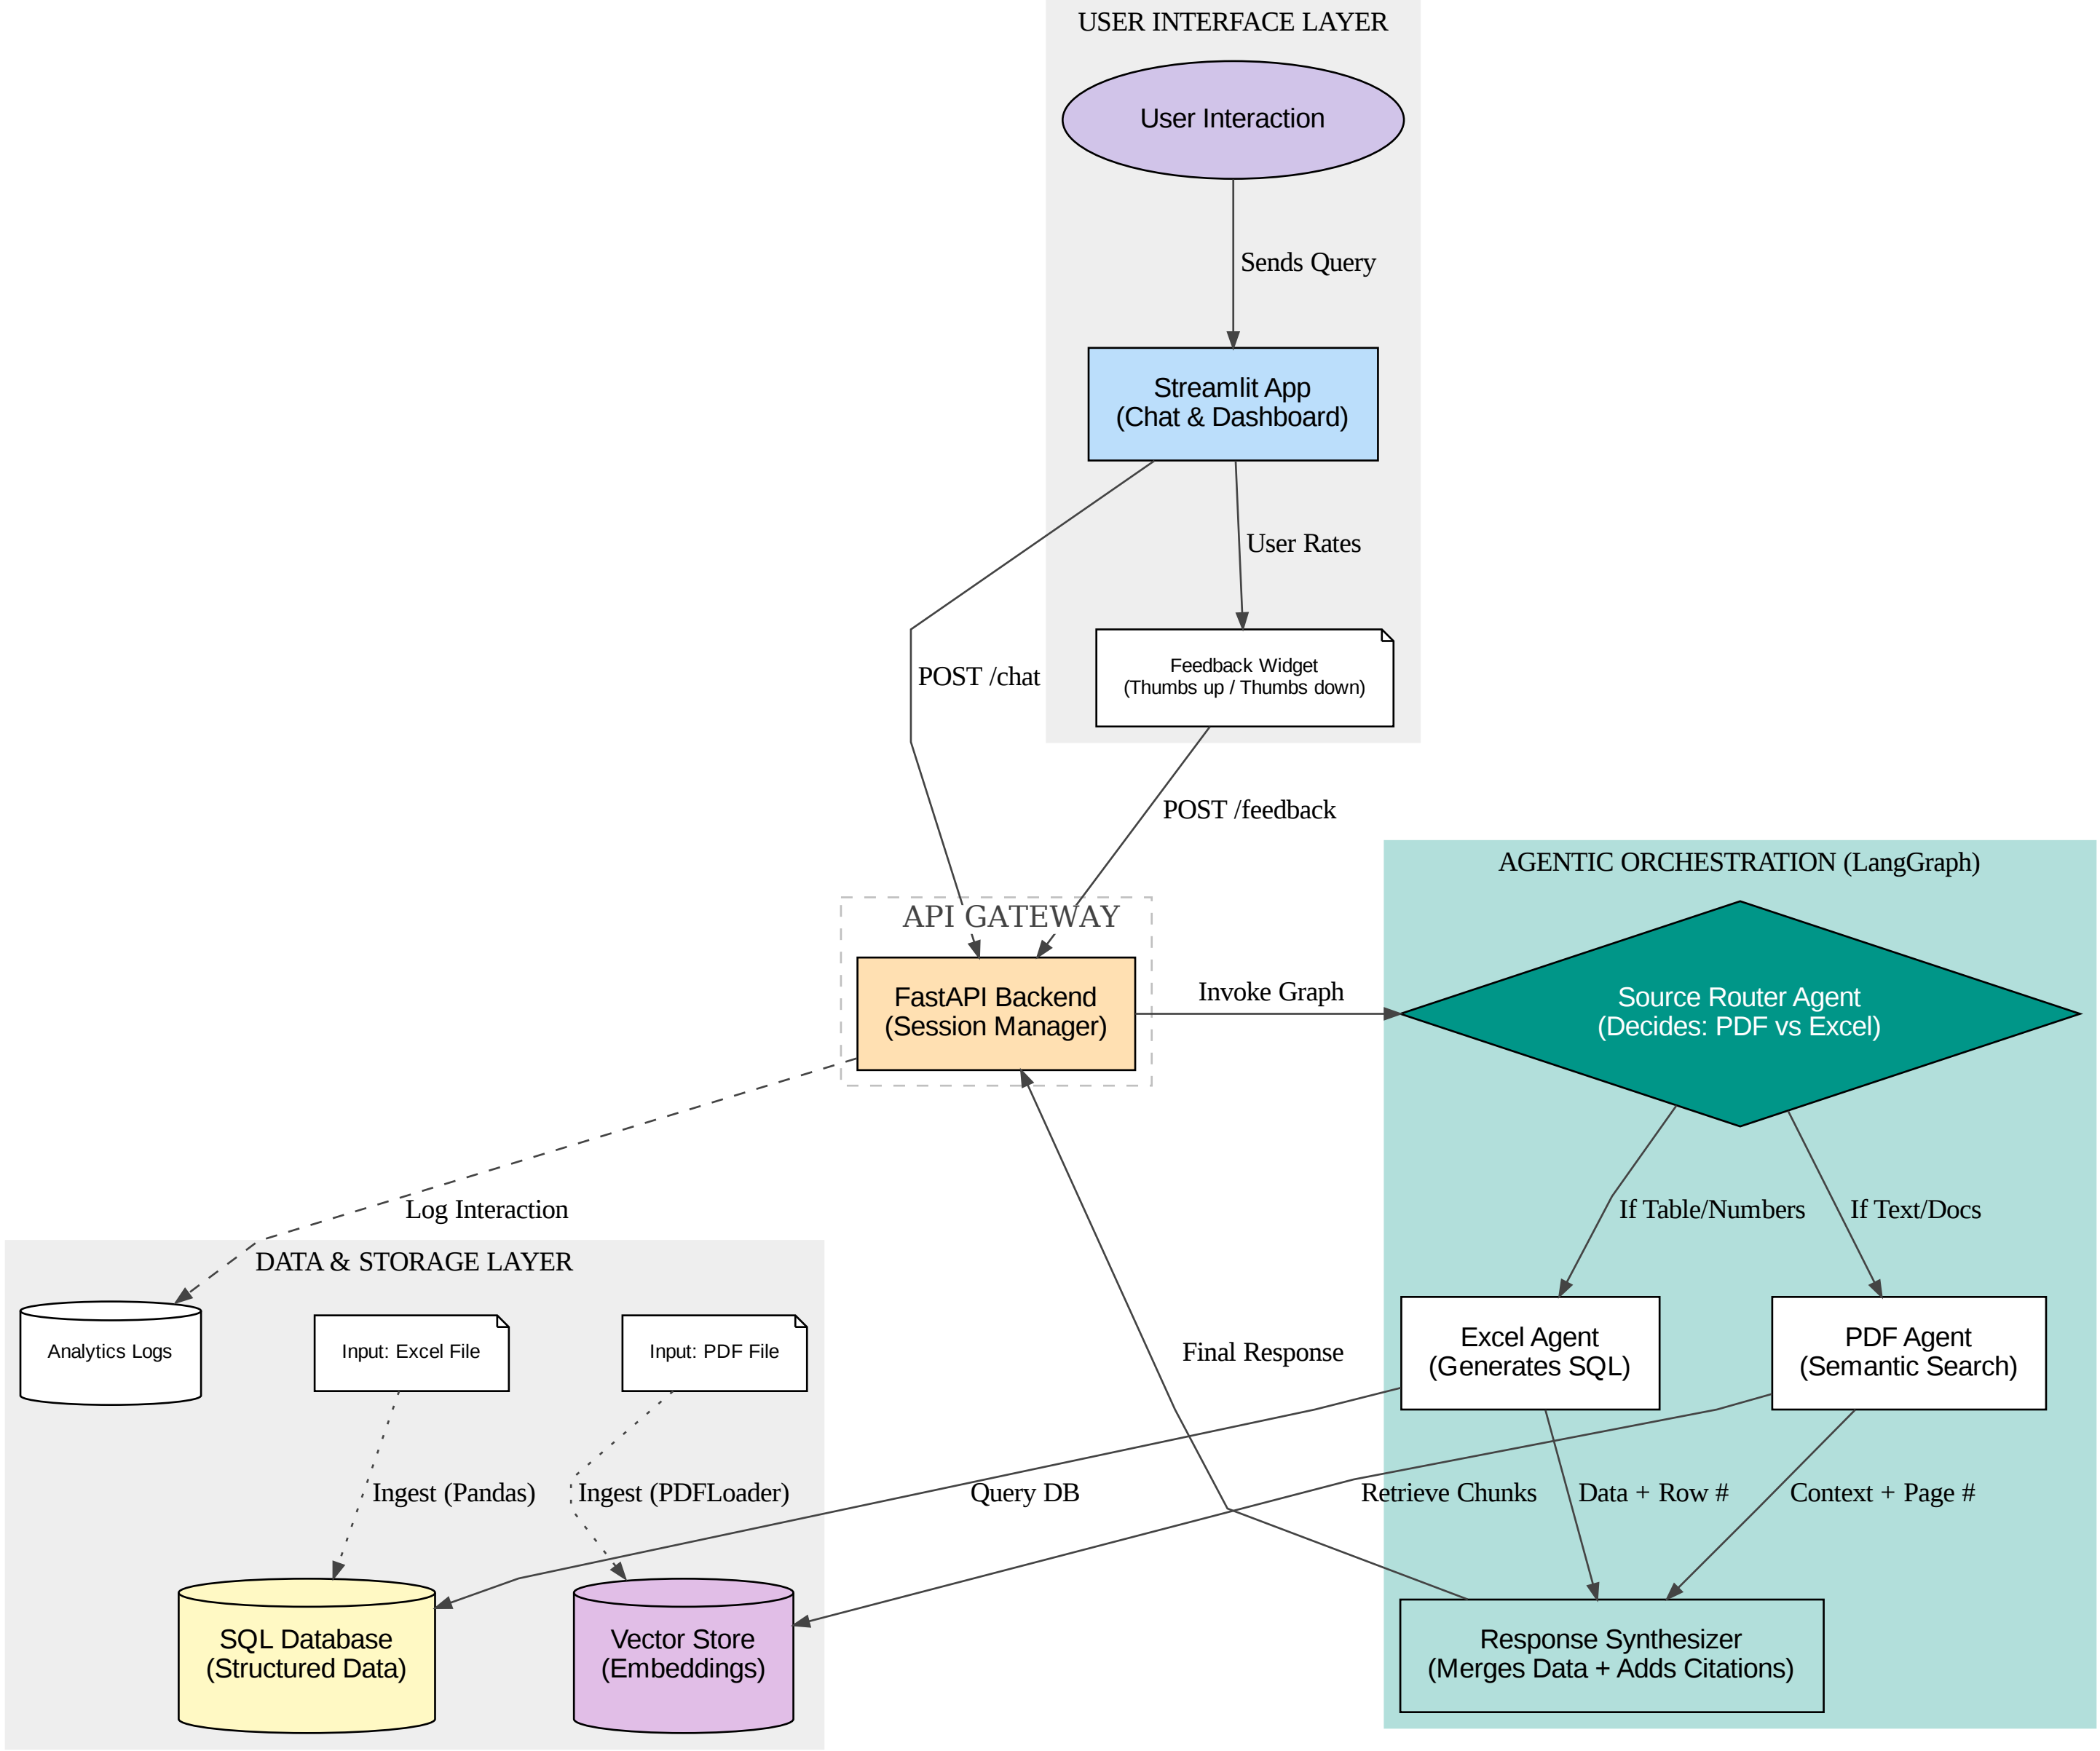 USER INTERFACE LAYER
User Interaction
Sends Query
Streamlit App
(Chat & Dashboard)
User Rates
Feedback Widget
(Thumbs up / Thumbs down)
POST /chat
POST /feedback
API GATEWAY
FastAPI Backend
(Session Manager)
Invoke Graph
AGENTIC ORCHESTRATION (LangGraph)
Source Router Agent
(Decides: PDF vs Excel)
If Table/Numbers
If Text/Docs
Log Interaction
DATA & STORAGE LAYER
Analytics Logs
Input: Excel File
Input: PDF File
Final Response
Excel Agent
(Generates SQL)
PDF Agent
(Semantic Search)
Ingest (Pandas)
Ingest (PDFLoader)
Query DB
Retrieve Chunks
Data + Row #
Context + Page #
SQL Database
(Structured Data)
Vector Store
(Embeddings)
Response Synthesizer
(Merges Data + Adds Citations)